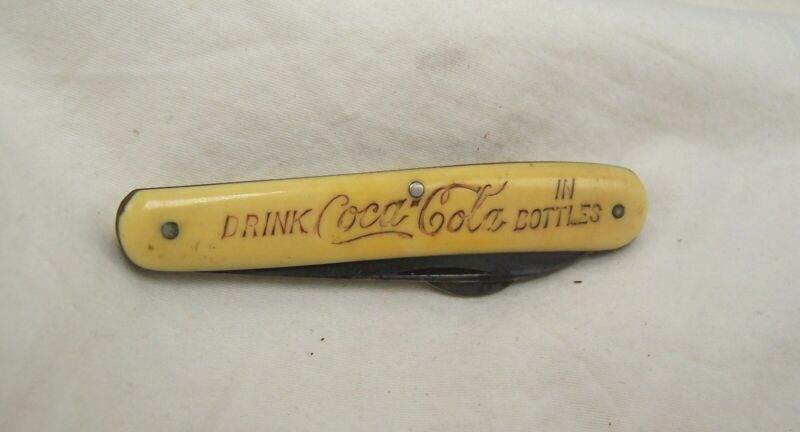 DRINK Coca-Cola IN BOTTLES